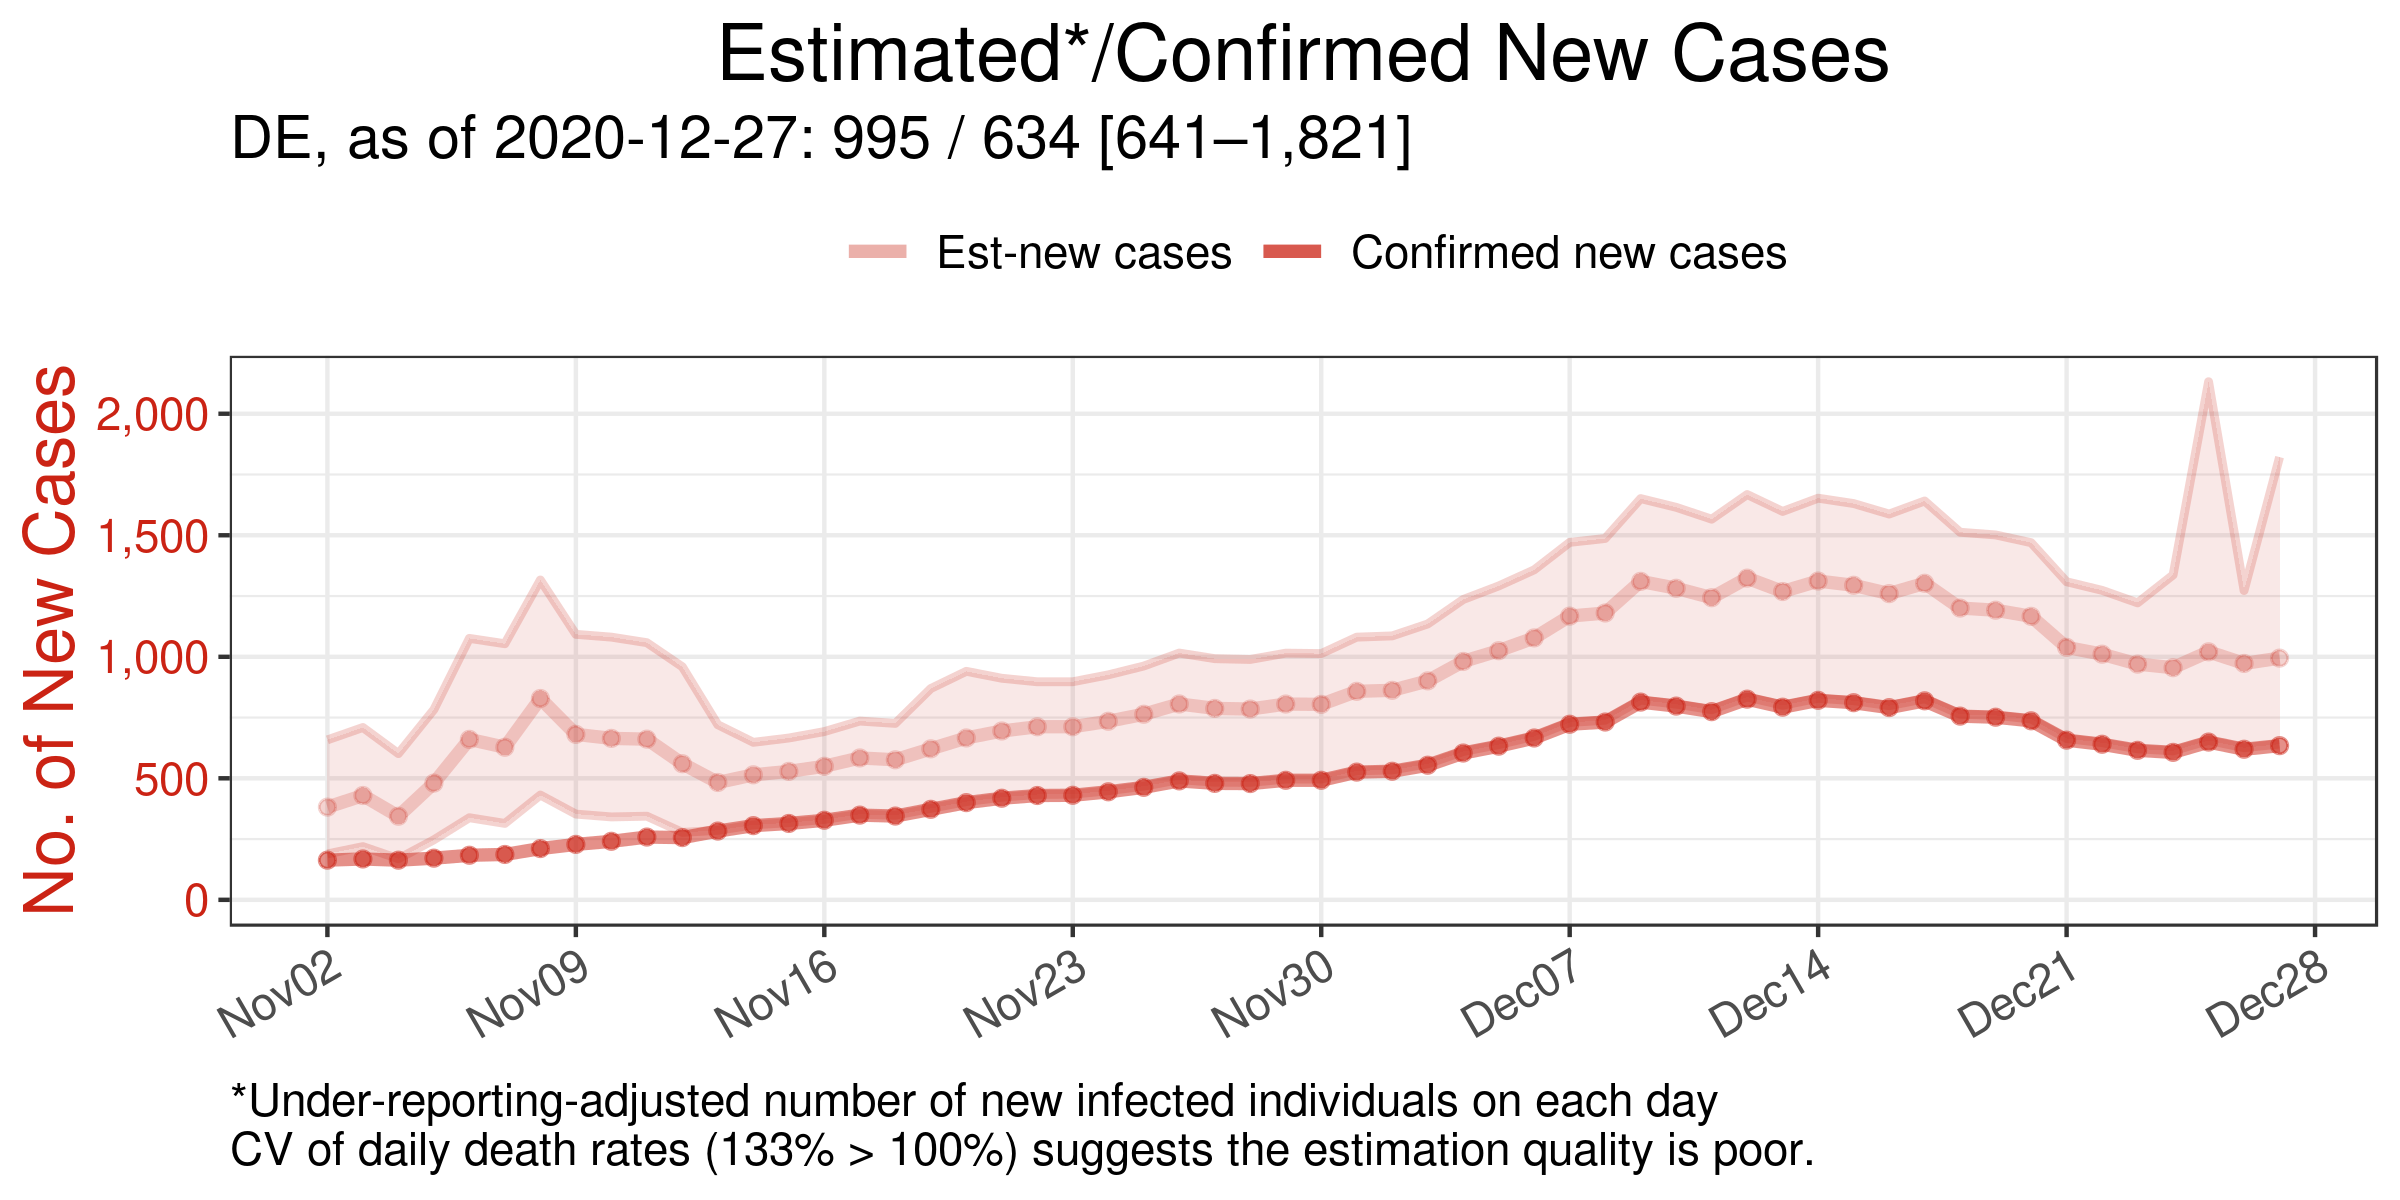 Estimated*/Confirmed New Cases
DE, as of 2020-12-27: 995 / 634 [641–1,821]
Est-new cases Confirmed new cases
No. of New Cases
2,000
1,500
1,000
500
0
Nov02 Nov09 Nov16 Nov23 Nov30 Dec07 Dec14 Dec21 Dec28
*Under-reporting-adjusted number of new infected individuals on each day
CV of daily death rates (133% > 100%) suggests the estimation quality is poor.